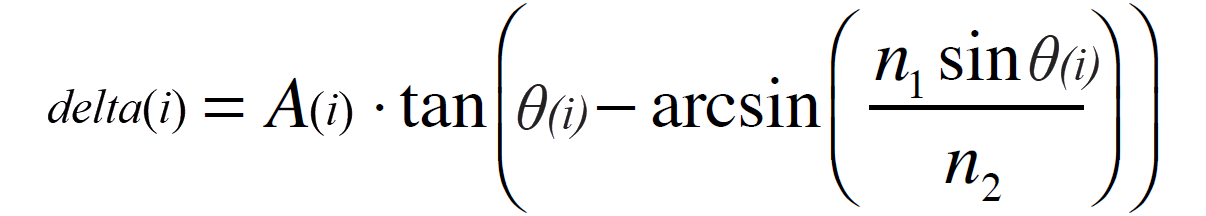 delta(i) = A(i) · tan(θ(i) − arcsin(n₁ sin θ(i) / n₂))